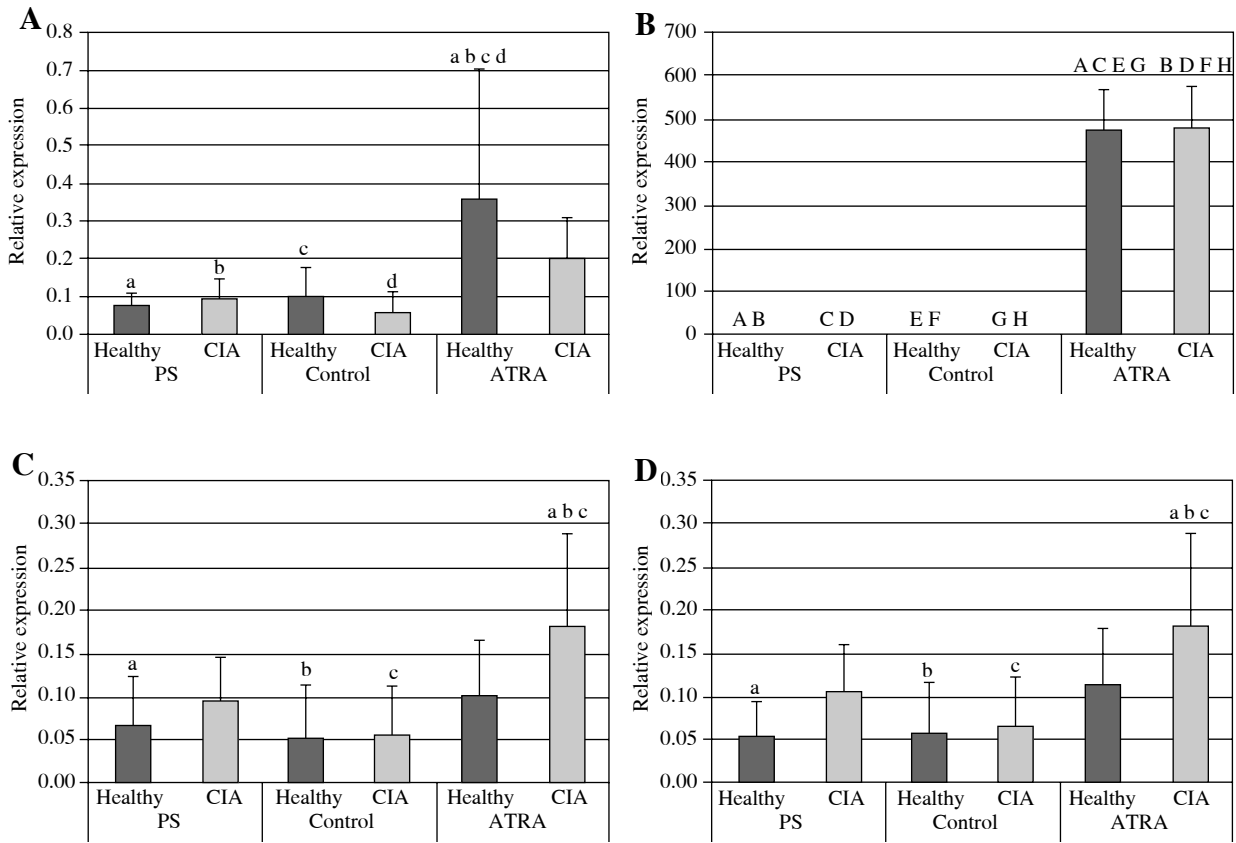 A
Relative expression
0.8
0.7
0.6
0.5
0.4
0.3
0.2
0.1
0.0
a
b
c
d
a b c d
Healthy CIA Healthy CIA Healthy CIA
PS Control ATRA
B
Relative expression
700
600
500
400
300
200
100
0
A B
C D
E F
G H
A C E G B D F H
Healthy CIA Healthy CIA Healthy CIA
PS Control ATRA
C
Relative expression
0.35
0.30
0.25
0.20
0.15
0.10
0.05
0.00
a
b
c
a b c
Healthy CIA Healthy CIA Healthy CIA
PS Control ATRA
D
Relative expression
0.35
0.30
0.25
0.20
0.15
0.10
0.05
0.00
a
b
c
a b c
Healthy CIA Healthy CIA Healthy CIA
PS Control ATRA